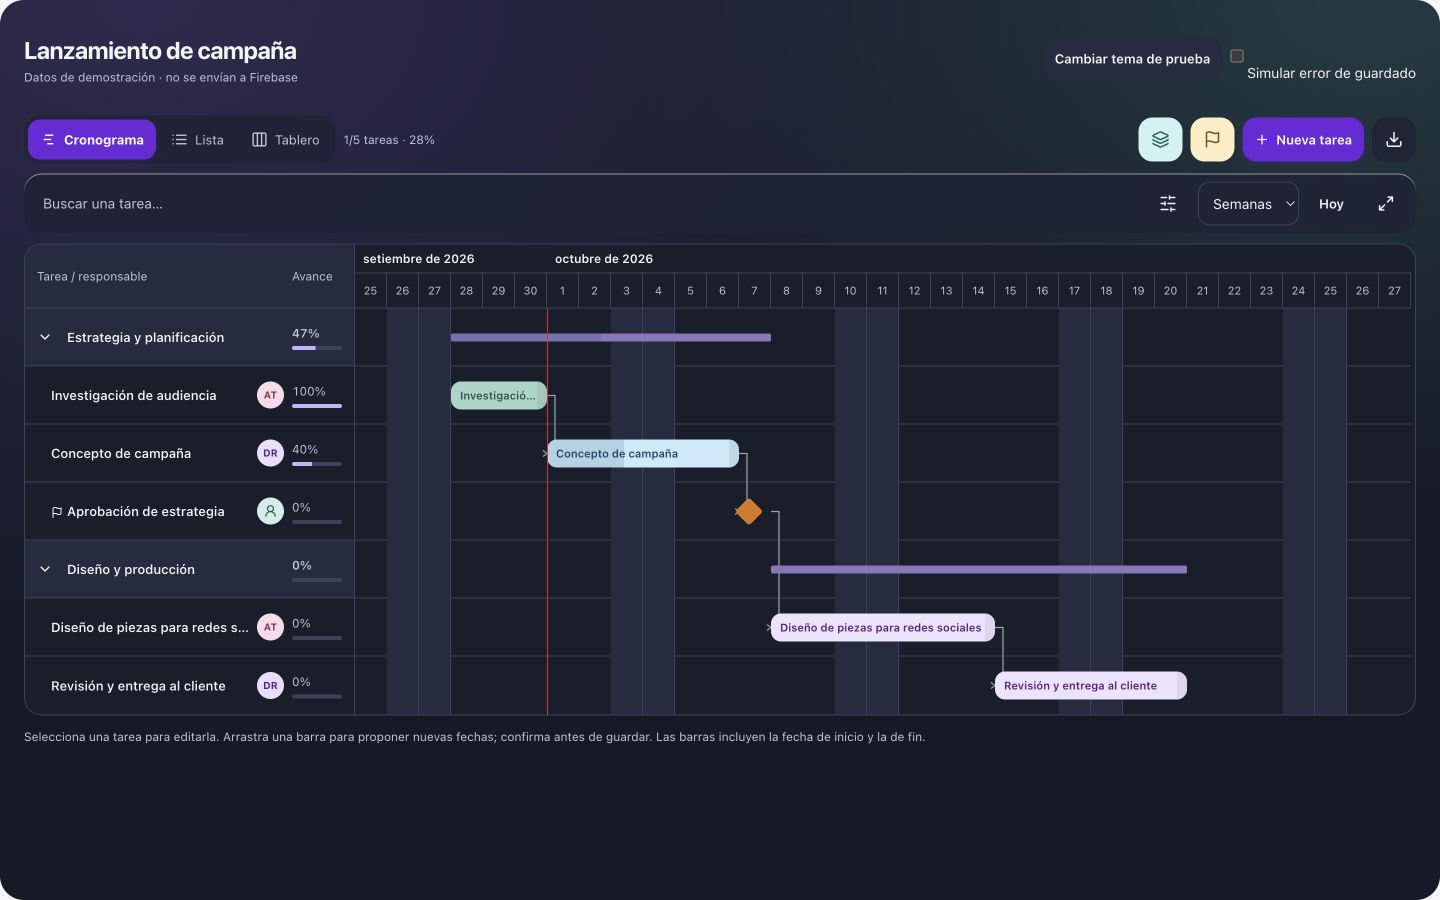 Lanzamiento de campaña
Datos de demostración · no se envían a Firebase
Cambiar tema de prueba
Simular error de guardado
Cronograma
Lista
Tablero
1/5 tareas · 28%
Nueva tarea
Buscar una tarea...
Semanas
Hoy
Tarea / responsable
Avance
setiembre de 2026
octubre de 2026
25 26 27 28 29 30 1 2 3 4 5 6 7 8 9 10 11 12 13 14 15 16 17 18 19 20 21 22 23 24 25 26 27
Estrategia y planificación
47%
Investigación de audiencia
AT
100%
Investigació...
Concepto de campaña
DR
40%
Concepto de campaña
Aprobación de estrategia
0%
Diseño y producción
0%
Diseño de piezas para redes s...
AT
0%
Diseño de piezas para redes sociales
Revisión y entrega al cliente
DR
0%
Revisión y entrega al cliente
Selecciona una tarea para editarla. Arrastra una barra para proponer nuevas fechas; confirma antes de guardar. Las barras incluyen la fecha de inicio y la de fin.